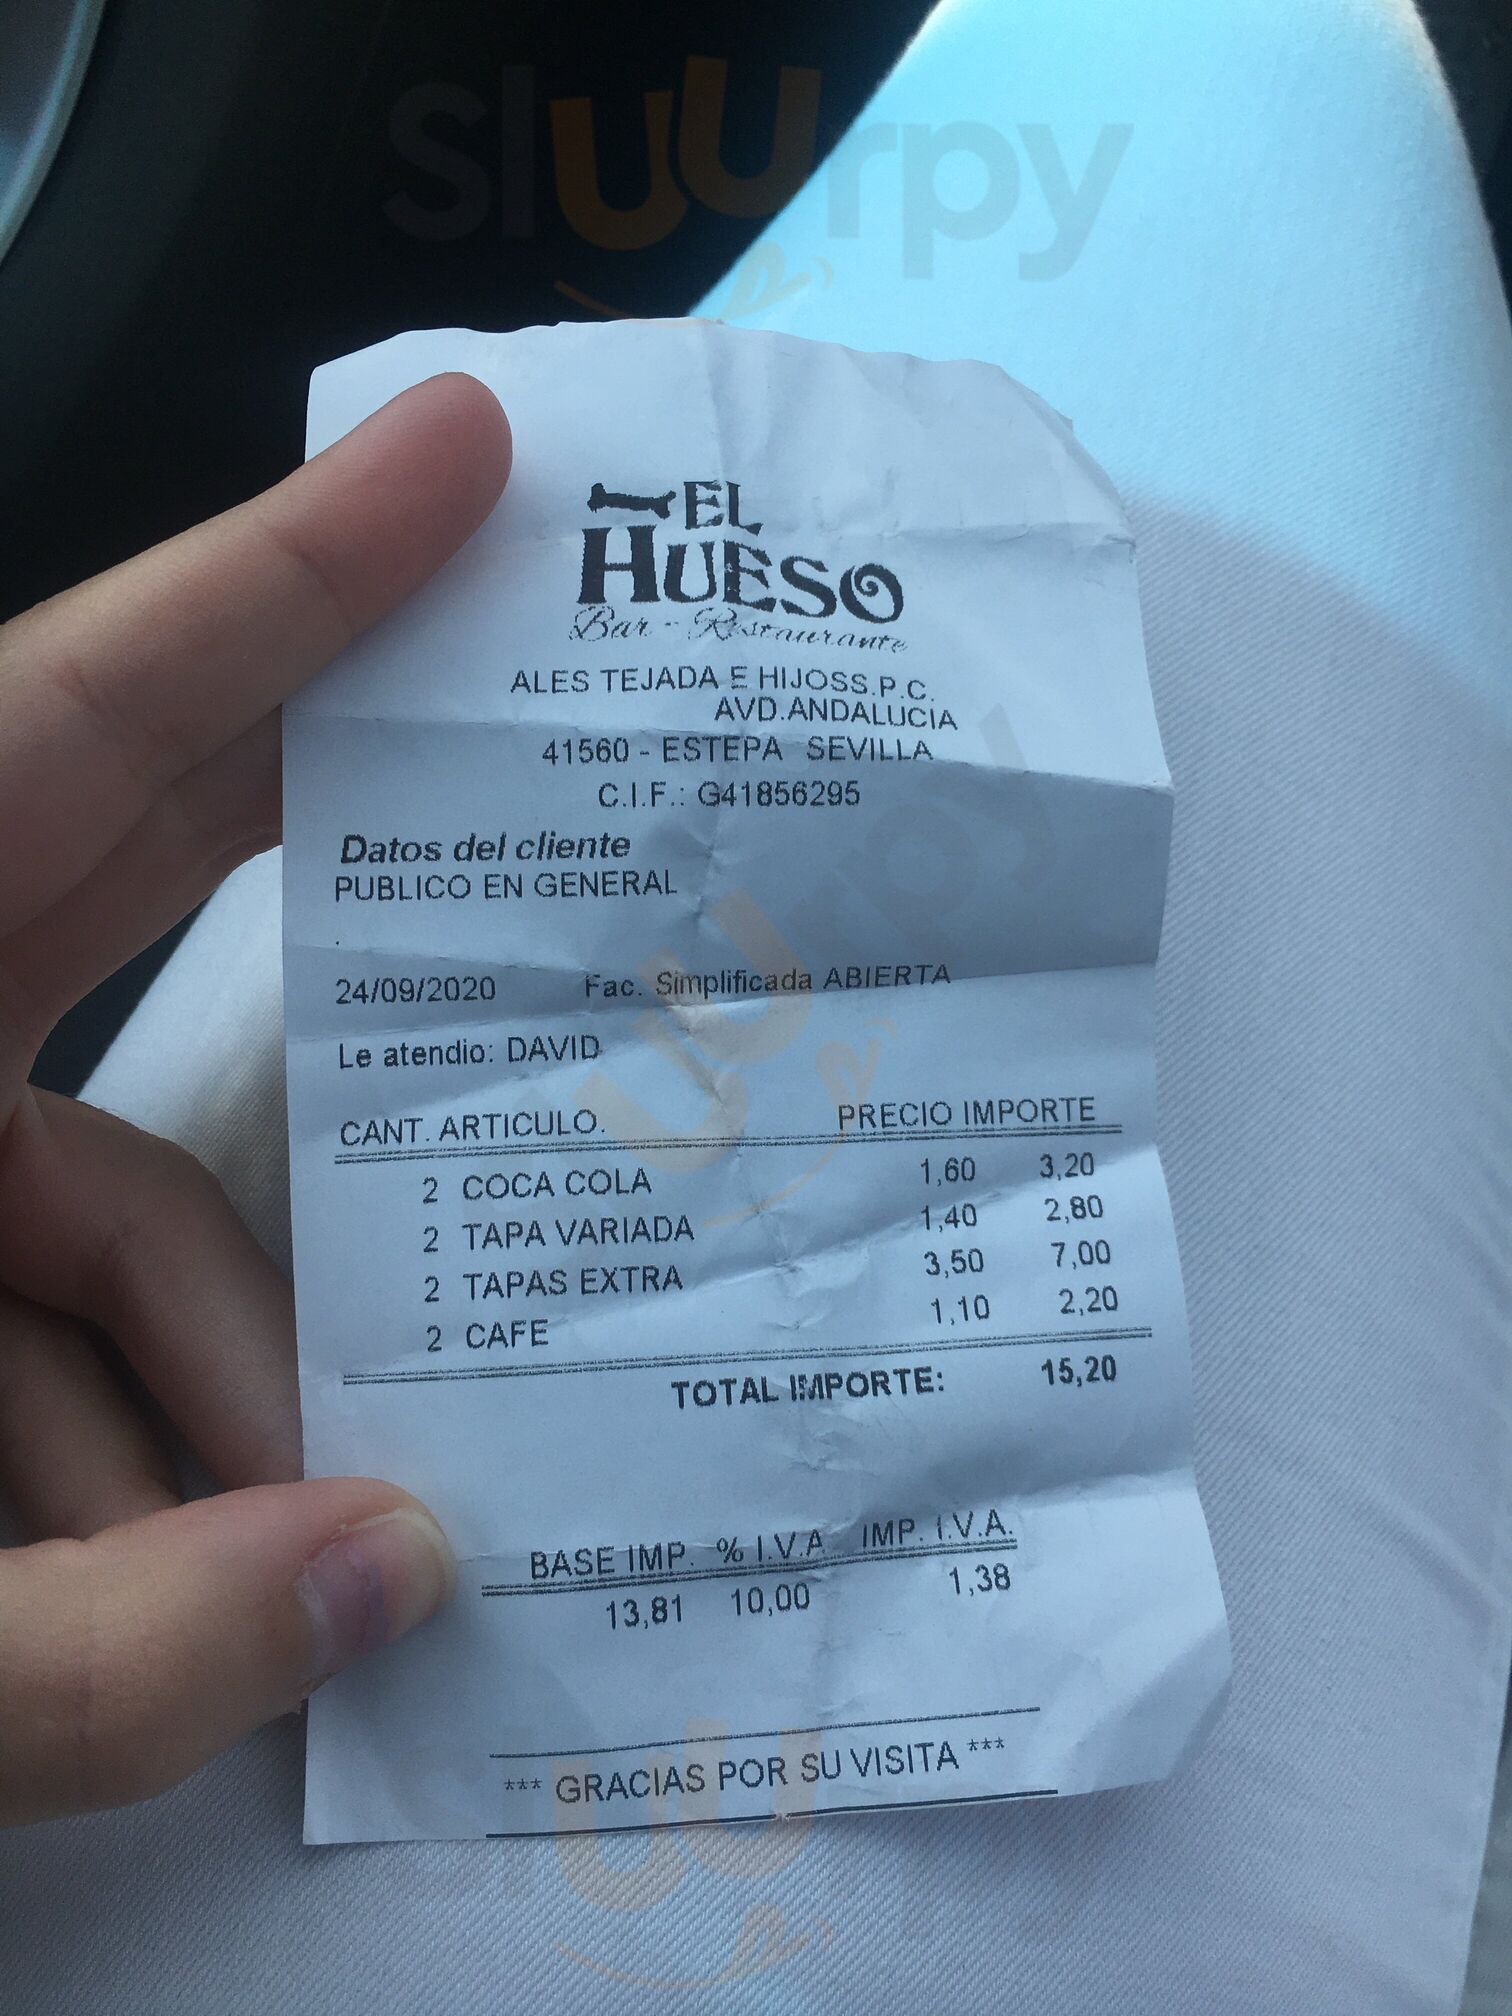 Sluurpy
EL
HUESO
Bar - Restaurante
ALES TEJADA E HIJOSS.P.C.
AVD.ANDALUCIA
41560 - ESTEPA SEVILLA
C.I.F.: G41856295
Datos del cliente
PUBLICO EN GENERAL
.
24/09/2020 Fac. Simplificada ABIERTA
Le atendio: DAVID
CANT. ARTICULO. PRECIO IMPORTE
2 COCA COLA 1,60 3,20
2 TAPA VARIADA 1,40 2,80
2 TAPAS EXTRA 3,50 7,00
2 CAFE 1,10 2,20
TOTAL IMPORTE: 15,20
BASE IMP. % I.V.A IMP. I.V.A.
13,81 10,00 1,38
*** GRACIAS POR SU VISITA ***
Sluurpy
Sluurpy